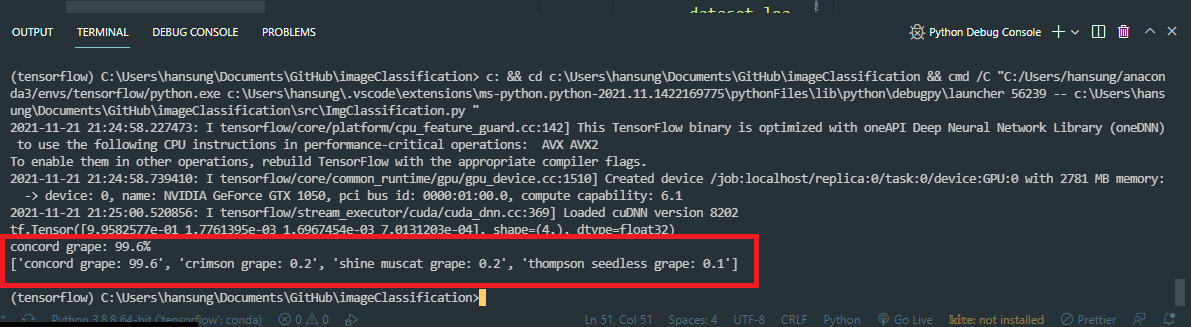 dataset.loa
OUTPUT TERMINAL DEBUG CONSOLE PROBLEMS Python Debug Console
(tensorflow) C:\Users\hansung\Documents\GitHub\imageClassification> c: && cd c:\Users\hansung\Documents\GitHub\imageClassification && cmd /C "C:/Users/hansung/anaco
nda3/envs/tensorflow/python.exe c:\Users\hansung\.vscode\extensions\ms-python.python-2021.11.1422169775\pythonFiles\lib\python\debugpy\launcher 56239 -- c:\Users\hans
ung\Documents\GitHub\imageClassification\src\ImgClassification.py "
2021-11-21 21:24:58.227473: I tensorflow/core/platform/cpu_feature_guard.cc:142] This TensorFlow binary is optimized with oneAPI Deep Neural Network Library (oneDNN)
to use the following CPU instructions in performance-critical operations:  AVX AVX2
To enable them in other operations, rebuild TensorFlow with the appropriate compiler flags.
2021-11-21 21:24:58.739410: I tensorflow/core/common_runtime/gpu/gpu_device.cc:1510] Created device /job:localhost/replica:0/task:0/device:GPU:0 with 2781 MB memory:
-> device: 0, name: NVIDIA GeForce GTX 1050, pci bus id: 0000:01:00.0, compute capability: 6.1
2021-11-21 21:25:00.520856: I tensorflow/stream_executor/cuda/cuda_dnn.cc:369] Loaded cuDNN version 8202
tf.Tensor([9.9582577e-01 1.7761395e-03 1.6967454e-03 7.0131203e-04], shape=(4,), dtype=float32)
concord grape: 99.6%
['concord grape: 99.6', 'crimson grape: 0.2', 'shine muscat grape: 0.2', 'thompson seedless grape: 0.1']
(tensorflow) C:\Users\hansung\Documents\GitHub\imageClassification>
Python 3.8.8 64-bit ('tensorflow': conda) 0 0 Ln 51, Col 51 Spaces: 4 UTF-8 CRLF Python Go Live kite: not installed Prettier